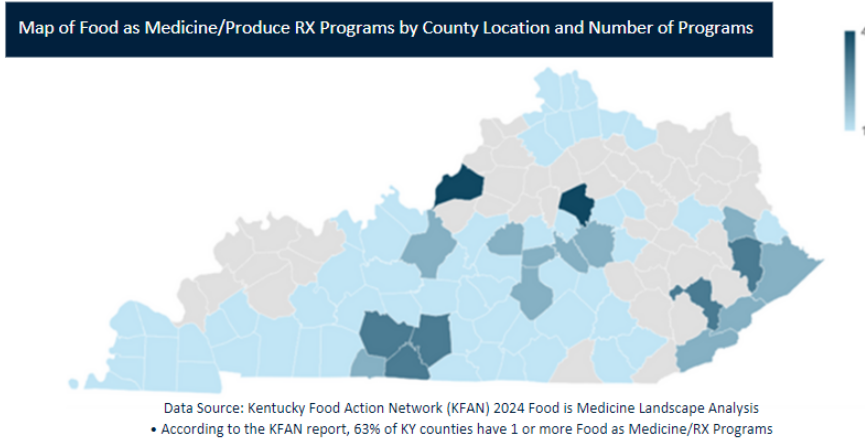 Map of Food as Medicine/Produce RX Programs by County Location and Number of Programs
4
1
Data Source: Kentucky Food Action Network (KFAN) 2024 Food is Medicine Landscape Analysis
• According to the KFAN report, 63% of KY counties have 1 or more Food as Medicine/RX Programs